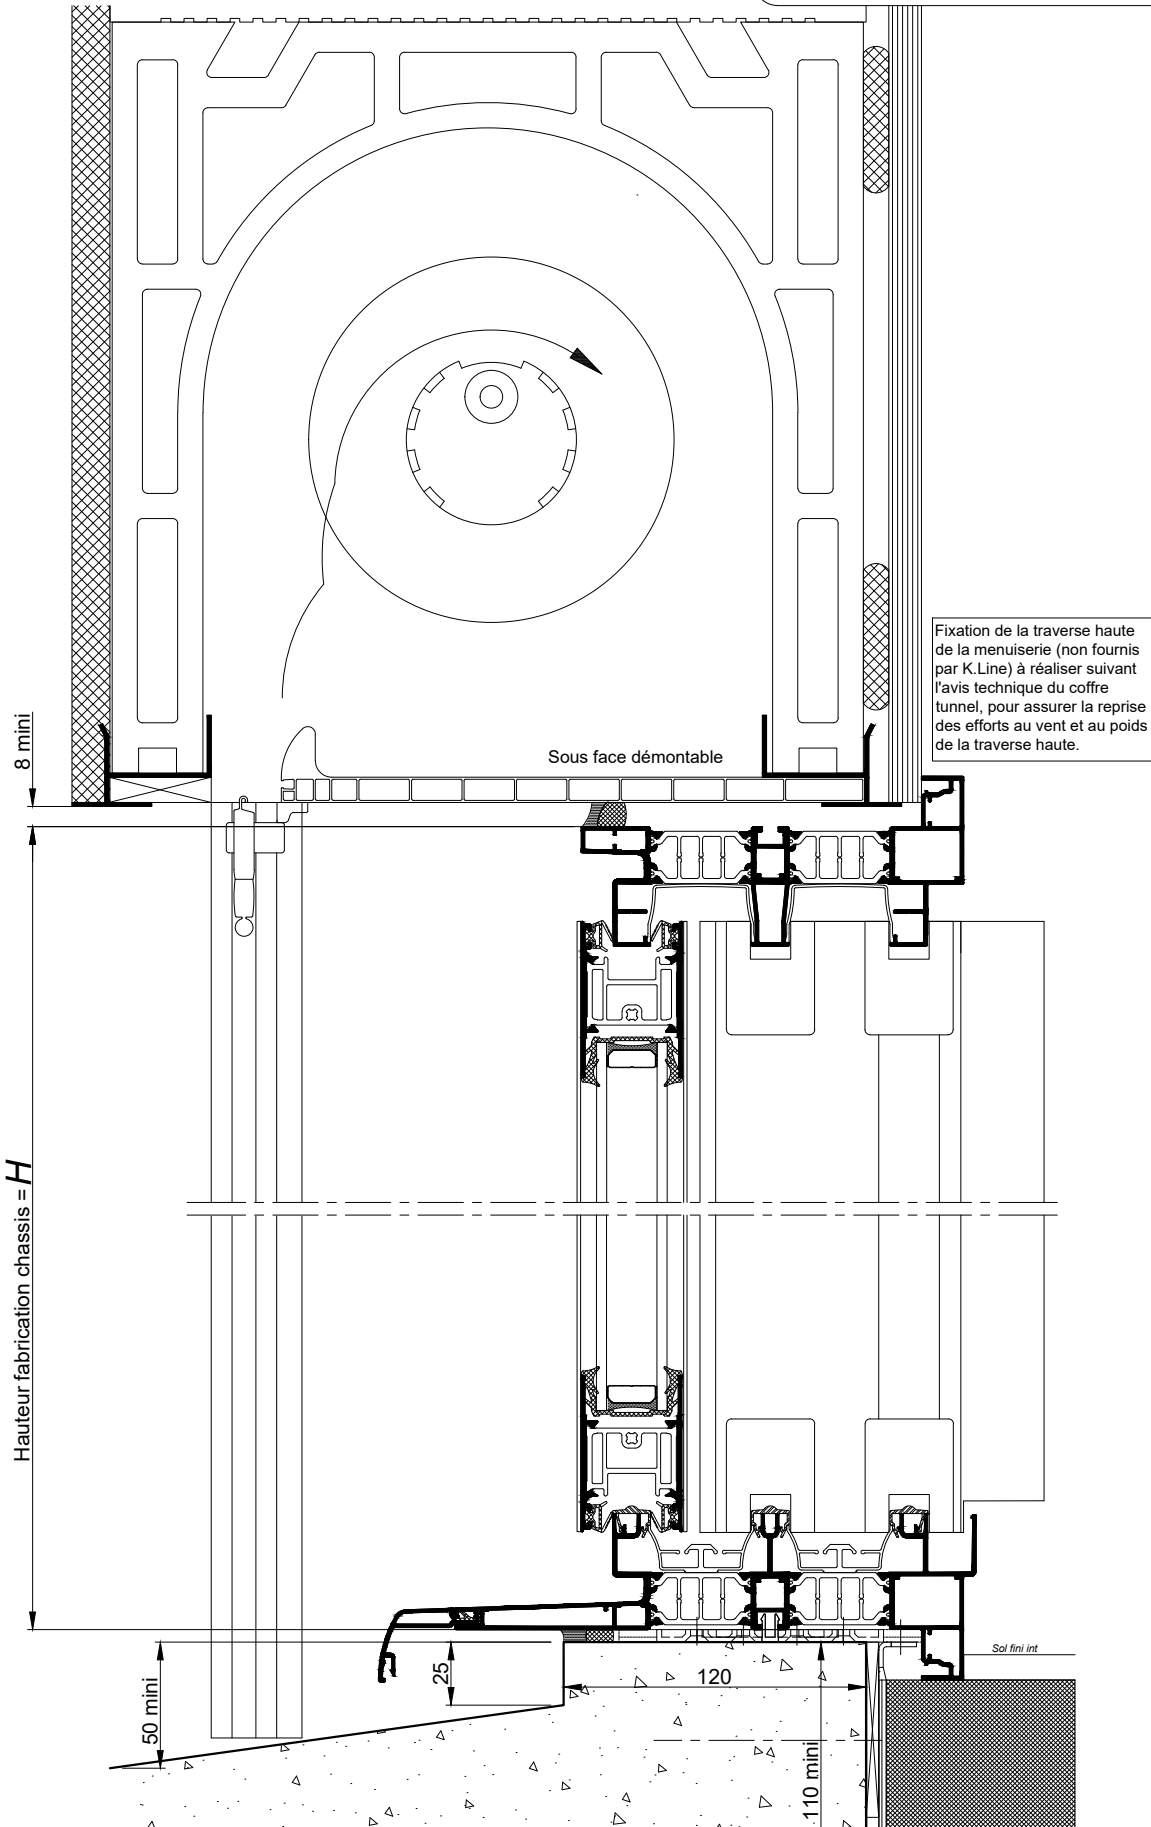 Fixation de la traverse haute
de la menuiserie (non fournis
par K.Line) à réaliser suivant
l'avis technique du coffre
tunnel, pour assurer la reprise
des efforts au vent et au poids
de la traverse haute.
8 mini
Sous face démontable
Hauteur fabrication chassis = H
Sol fini int
25
120
50 mini
110 mini